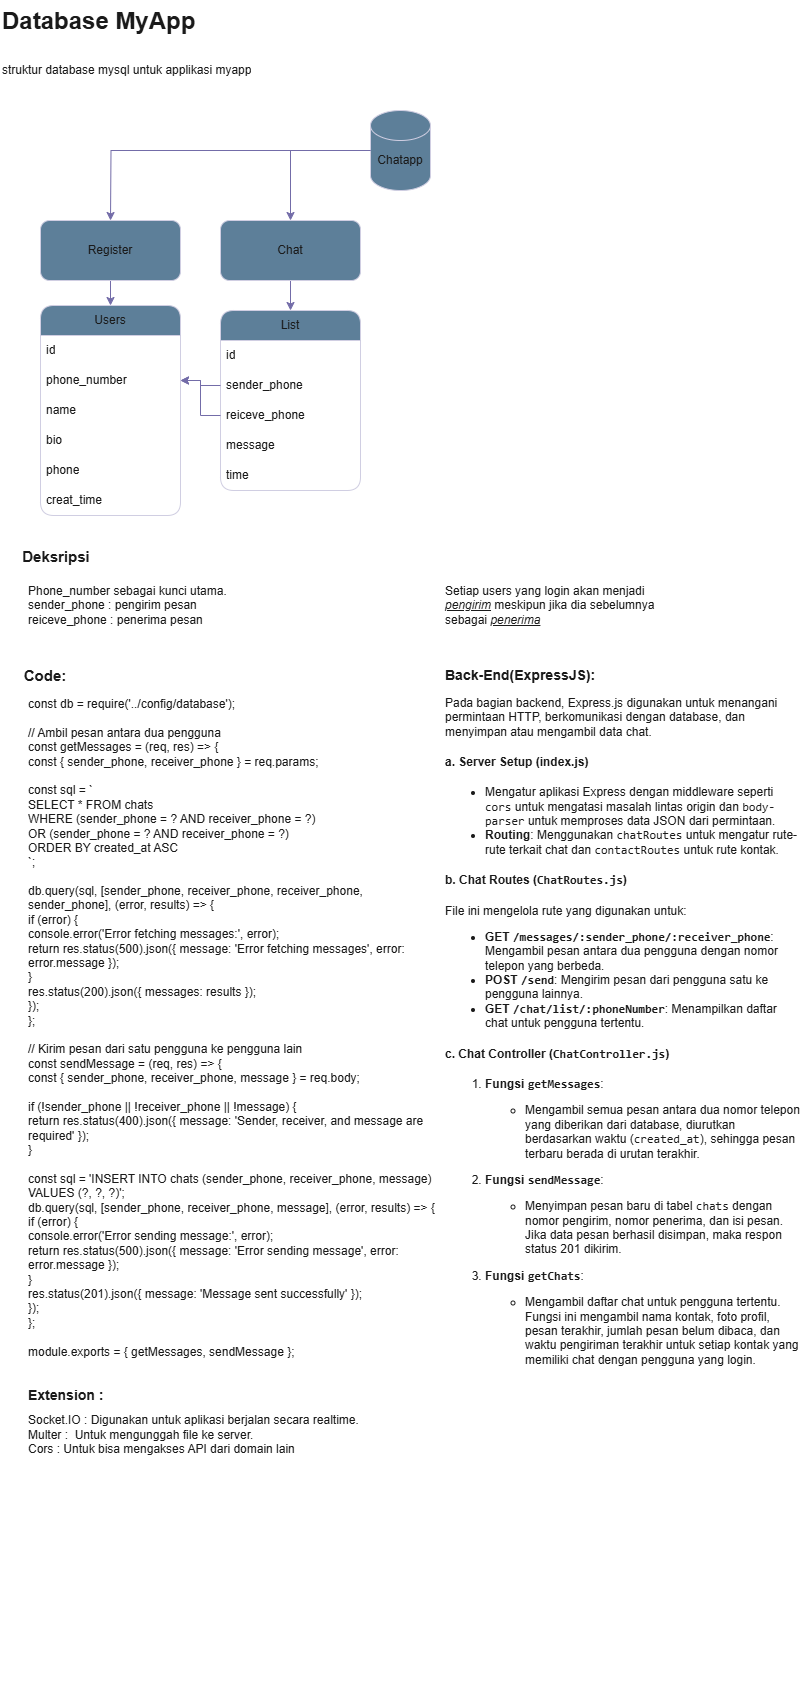 Database MyApp
struktur database mysql untuk applikasi myapp
Chatapp
Register
Chat
Users
id
phone_number
name
bio
phone
creat_time
List
id
sender_phone
reiceve_phone
message
time
Deksripsi
Phone_number sebagai kunci utama.
sender_phone : pengirim pesan
reiceve_phone : penerima pesan
Setiap users yang login akan menjadi
pengirim meskipun jika dia sebelumnya
sebagai penerima
Code:
const db = require('../config/database');
// Ambil pesan antara dua pengguna
const getMessages = (req, res) => {
const { sender_phone, receiver_phone } = req.params;
const sql = `
SELECT * FROM chats
WHERE (sender_phone = ? AND receiver_phone = ?)
OR (sender_phone = ? AND receiver_phone = ?)
ORDER BY created_at ASC
`;
db.query(sql, [sender_phone, receiver_phone, receiver_phone,
sender_phone], (error, results) => {
if (error) {
console.error('Error fetching messages:', error);
return res.status(500).json({ message: 'Error fetching messages', error:
error.message });
}
res.status(200).json({ messages: results });
});
};
// Kirim pesan dari satu pengguna ke pengguna lain
const sendMessage = (req, res) => {
const { sender_phone, receiver_phone, message } = req.body;
if (!sender_phone || !receiver_phone || !message) {
return res.status(400).json({ message: 'Sender, receiver, and message are
required' });
}
const sql = 'INSERT INTO chats (sender_phone, receiver_phone, message)
VALUES (?, ?, ?)';
db.query(sql, [sender_phone, receiver_phone, message], (error, results) => {
if (error) {
console.error('Error sending message:', error);
return res.status(500).json({ message: 'Error sending message', error:
error.message });
}
res.status(201).json({ message: 'Message sent successfully' });
});
};
module.exports = { getMessages, sendMessage };
Extension :
Socket.IO : Digunakan untuk aplikasi berjalan secara realtime.
Multer :  Untuk mengunggah file ke server.
Cors : Untuk bisa mengakses API dari domain lain
Back-End(ExpressJS):
Pada bagian backend, Express.js digunakan untuk menangani
permintaan HTTP, berkomunikasi dengan database, dan
menyimpan atau mengambil data chat.
a. Server Setup (index.js)
• Mengatur aplikasi Express dengan middleware seperti
cors untuk mengatasi masalah lintas origin dan body-
parser untuk memproses data JSON dari permintaan.
• Routing: Menggunakan chatRoutes untuk mengatur rute-
rute terkait chat dan contactRoutes untuk rute kontak.
b. Chat Routes (ChatRoutes.js)
File ini mengelola rute yang digunakan untuk:
• GET /messages/:sender_phone/:receiver_phone:
Mengambil pesan antara dua pengguna dengan nomor
telepon yang berbeda.
• POST /send: Mengirim pesan dari pengguna satu ke
pengguna lainnya.
• GET /chat/list/:phoneNumber: Menampilkan daftar
chat untuk pengguna tertentu.
c. Chat Controller (ChatController.js)
1. Fungsi getMessages:
◦ Mengambil semua pesan antara dua nomor telepon
yang diberikan dari database, diurutkan
berdasarkan waktu (created_at), sehingga pesan
terbaru berada di urutan terakhir.
2. Fungsi sendMessage:
◦ Menyimpan pesan baru di tabel chats dengan
nomor pengirim, nomor penerima, dan isi pesan.
Jika data pesan berhasil disimpan, maka respon
status 201 dikirim.
3. Fungsi getChats:
◦ Mengambil daftar chat untuk pengguna tertentu.
Fungsi ini mengambil nama kontak, foto profil,
pesan terakhir, jumlah pesan belum dibaca, dan
waktu pengiriman terakhir untuk setiap kontak yang
memiliki chat dengan pengguna yang login.